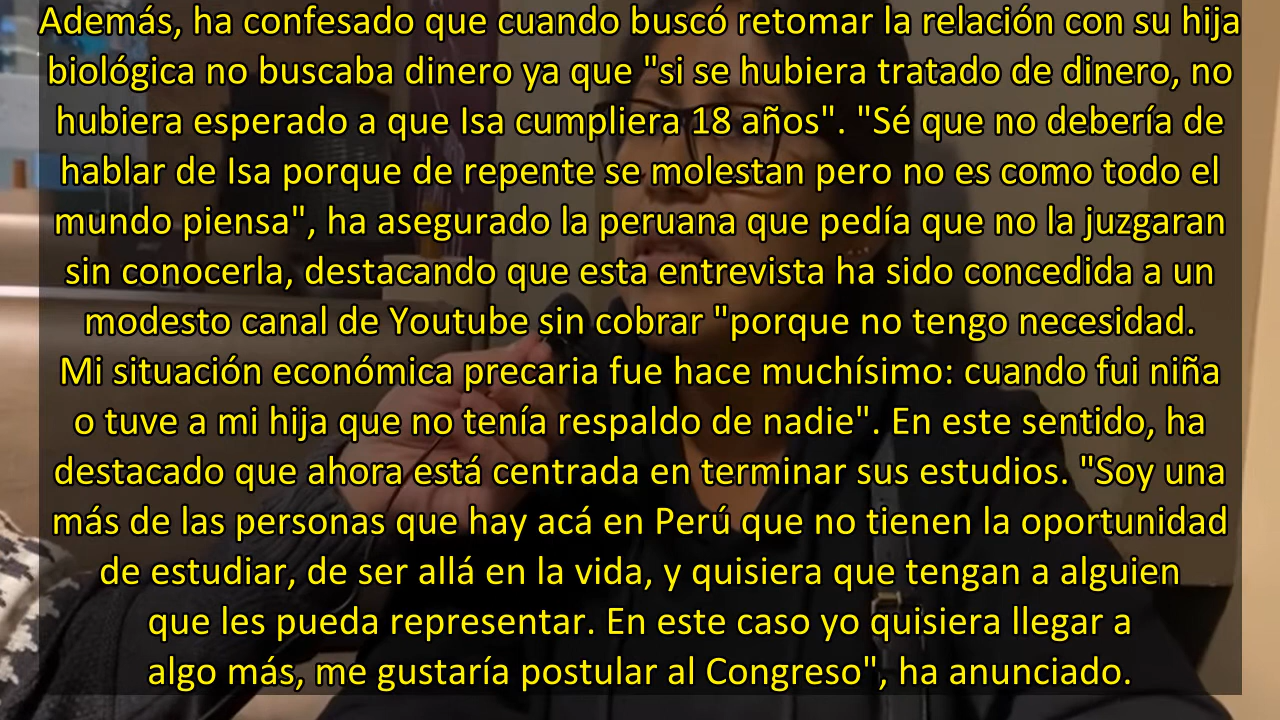 Además, ha confesado que cuando buscó retomar la relación con su hija
biológica no buscaba dinero ya que "si se hubiera tratado de dinero, no
hubiera esperado a que Isa cumpliera 18 años". "Sé que no debería de
hablar de Isa porque de repente se molestan pero no es como todo el
mundo piensa", ha asegurado la peruana que pedía que no la juzgaran
sin conocerla, destacando que esta entrevista ha sido concedida a un
modesto canal de Youtube sin cobrar "porque no tengo necesidad.
Mi situación económica precaria fue hace muchísimo: cuando fui niña
o tuve a mi hija que no tenía respaldo de nadie". En este sentido, ha
destacado que ahora está centrada en terminar sus estudios. "Soy una
más de las personas que hay acá en Perú que no tienen la oportunidad
de estudiar, de ser allá en la vida, y quisiera que tengan a alguien
que les pueda representar. En este caso yo quisiera llegar a
algo más, me gustaría postular al Congreso", ha anunciado.